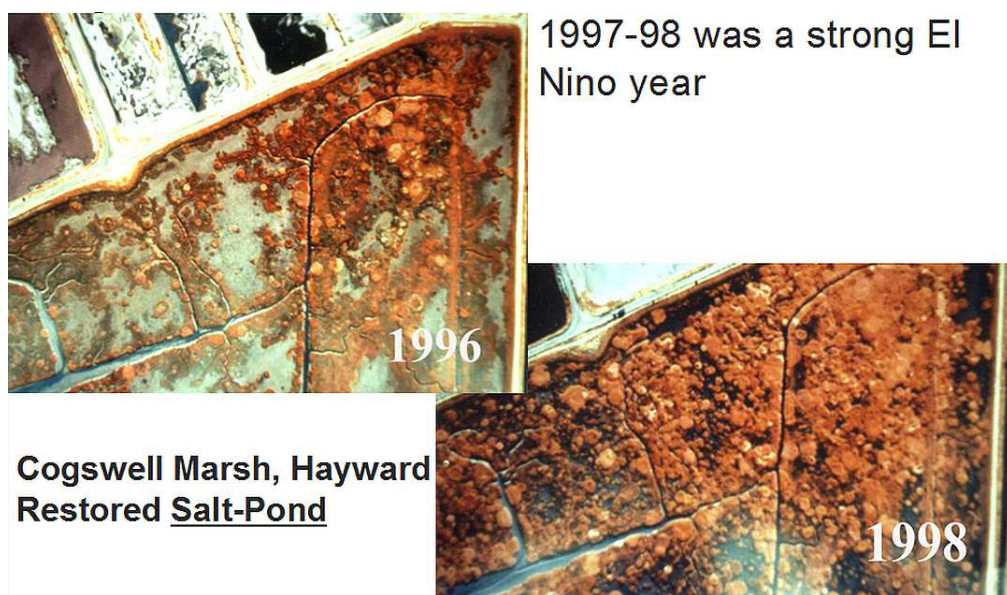 1997-98 was a strong El
Nino year
1996
Cogswell Marsh, Hayward
Restored Salt-Pond
1998